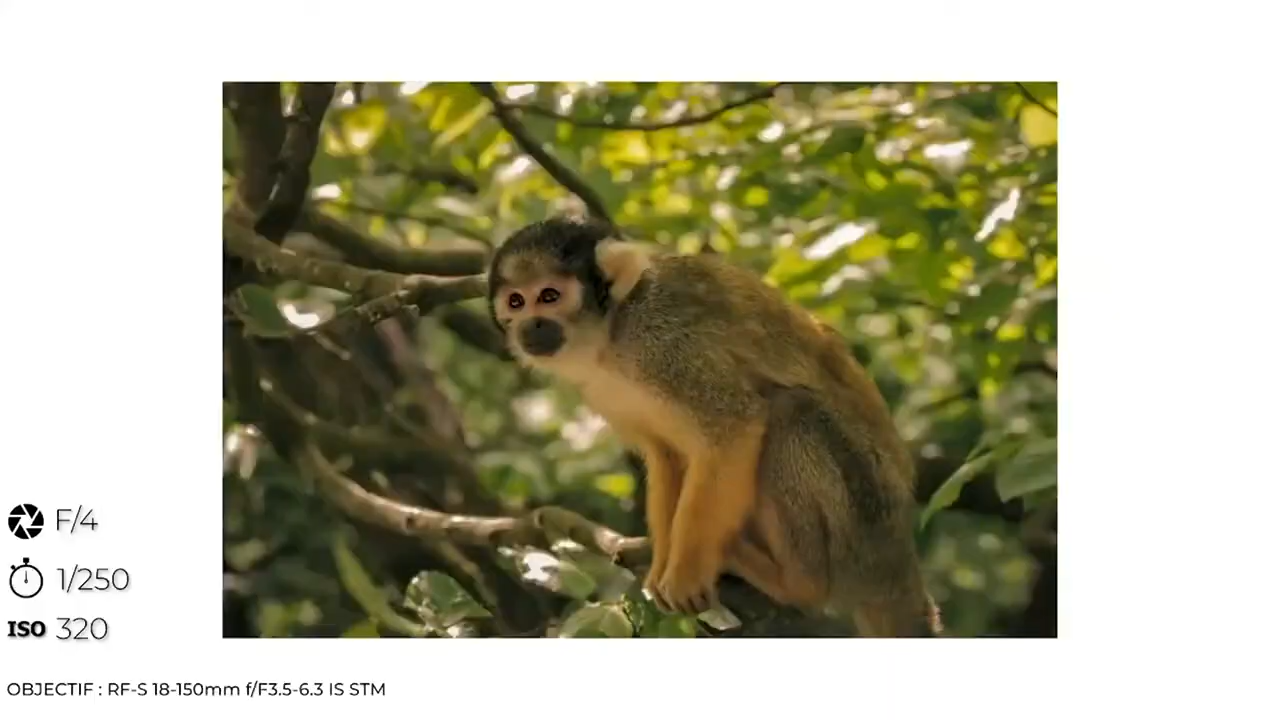 F/4
1/250
ISO 320
OBJECTIF : RF-S 18-150mm f/F3.5-6.3 IS STM